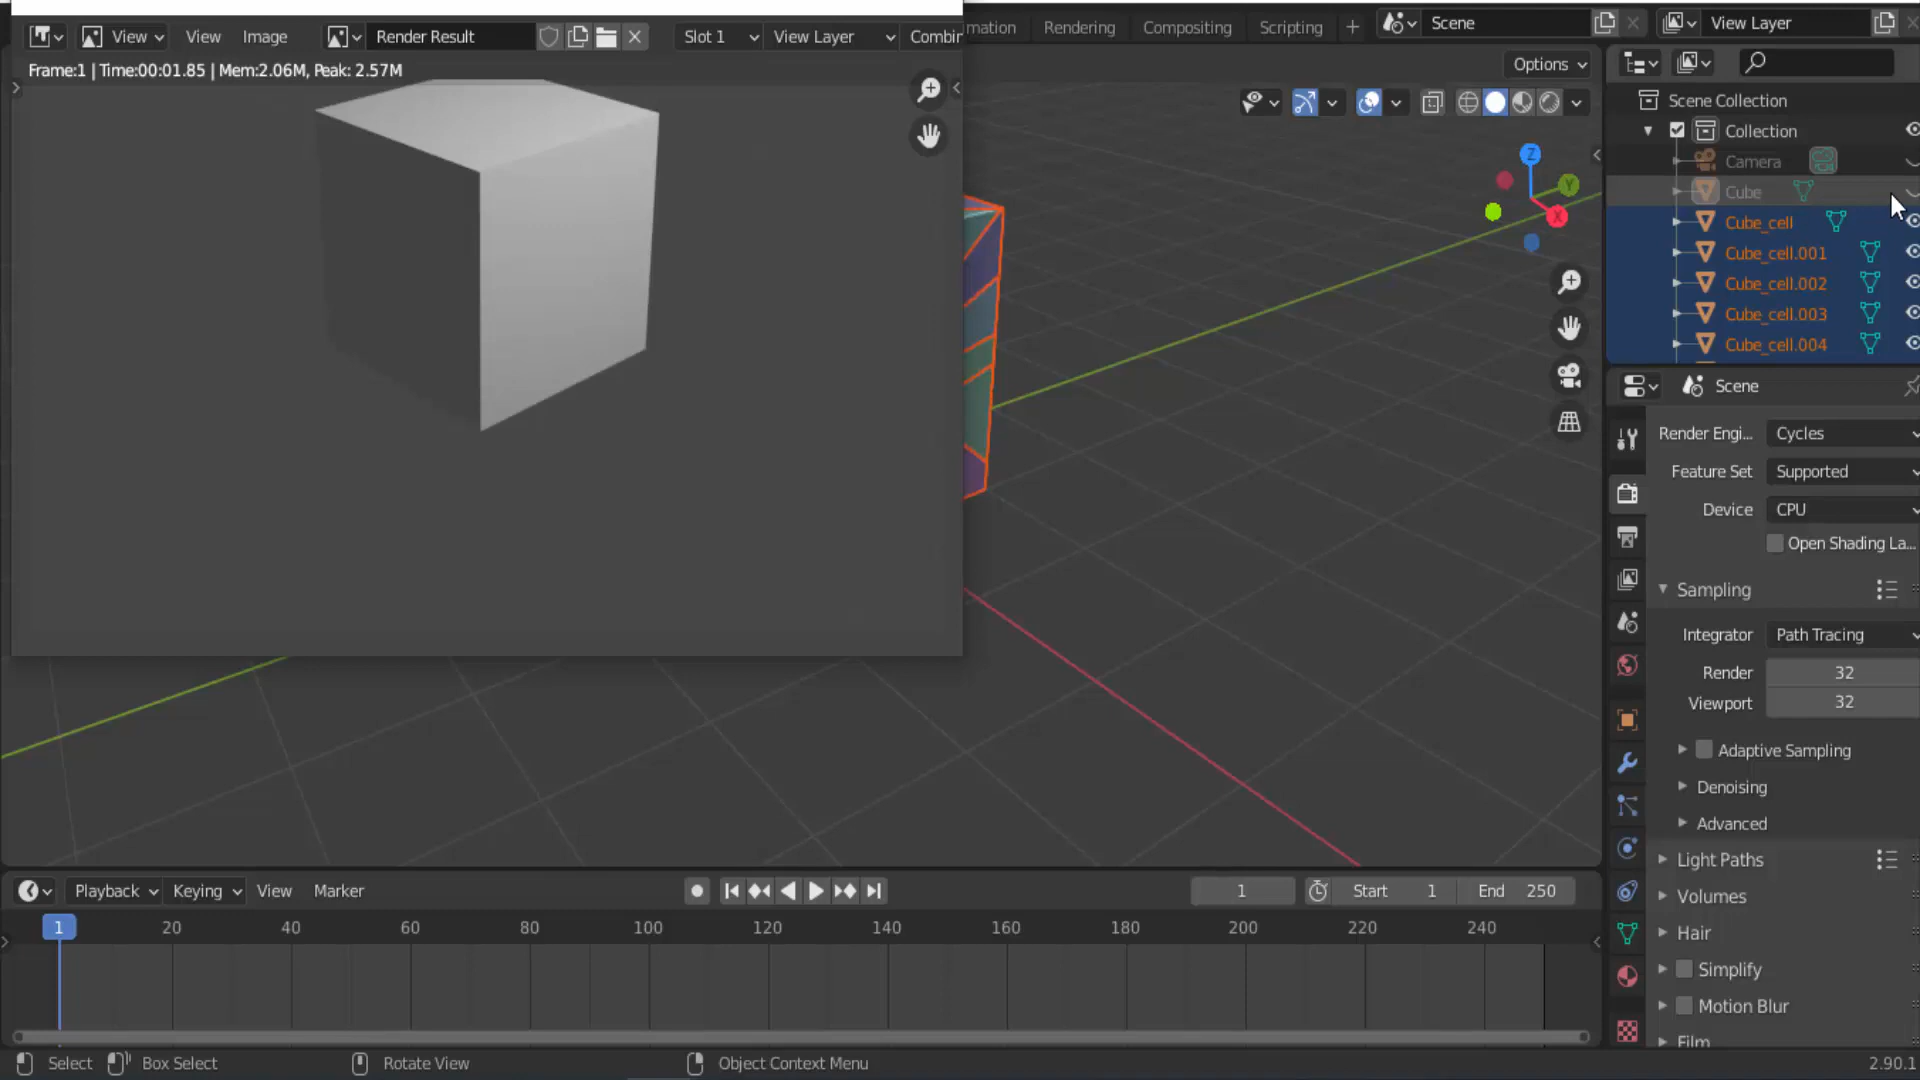 View View Image Render Result Slot 1 View Layer Combin
mation Rendering Compositing Scripting + Scene View Layer
Frame:1 | Time:00:01.85 | Mem:2.06M, Peak: 2.57M
Options
Z
Y
X
Scene Collection
Collection
Camera
Cube
Cube_cell
Cube_cell.001
Cube_cell.002
Cube_cell.003
Cube_cell.004
Scene
Render Engi... Cycles
Feature Set Supported
Device CPU
Open Shading La...
Sampling
Integrator Path Tracing
Render 32
Viewport 32
Adaptive Sampling
Denoising
Advanced
Light Paths
Volumes
Hair
Simplify
Motion Blur
Film
Playback Keying View Marker 1 Start 1 End 250
1 20 40 60 80 100 120 140 160 180 200 220 240
Select Box Select Rotate View Object Context Menu 2.90.1